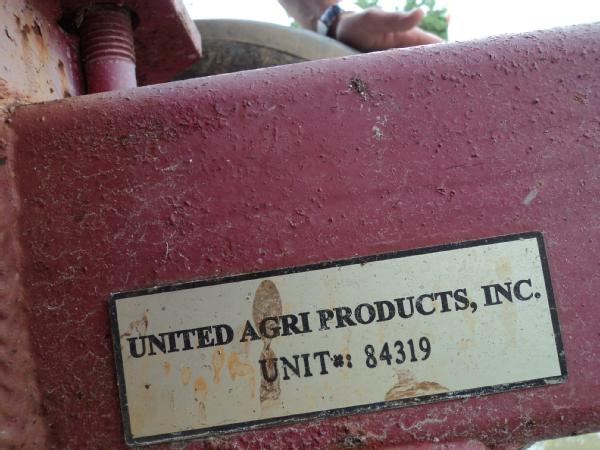 UNITED AGRI PRODUCTS, INC.
UNIT#: 84319